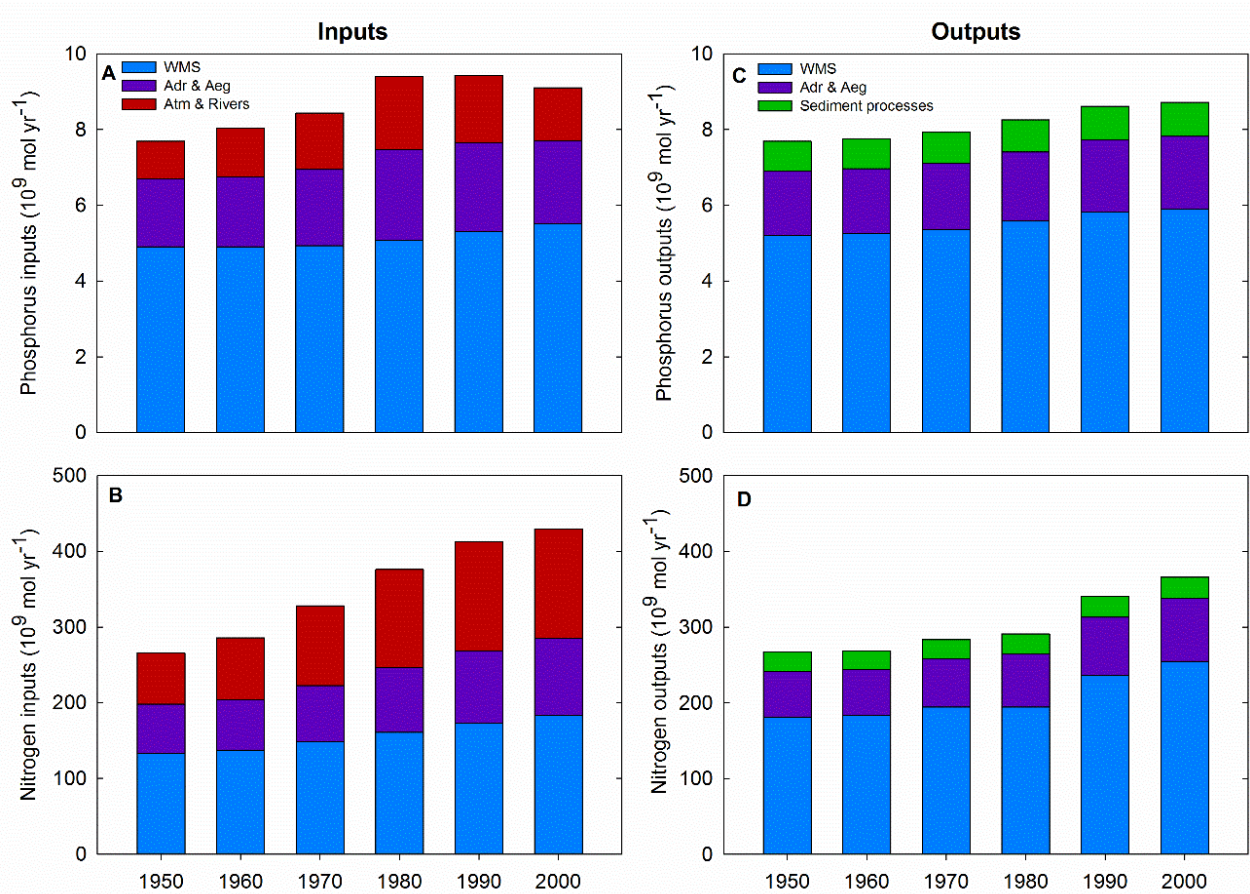 Inputs
Outputs
A
WMS
Adr & Aeg
Atm & Rivers
Phosphorus inputs (10⁹ mol yr⁻¹)
10
8
6
4
2
0
C
WMS
Adr & Aeg
Sediment processes
Phosphorus outputs (10⁹ mol yr⁻¹)
10
8
6
4
2
0
B
Nitrogen inputs (10⁹ mol yr⁻¹)
500
400
300
200
100
0
1950 1960 1970 1980 1990 2000
D
Nitrogen outputs (10⁹ mol yr⁻¹)
500
400
300
200
100
0
1950 1960 1970 1980 1990 2000